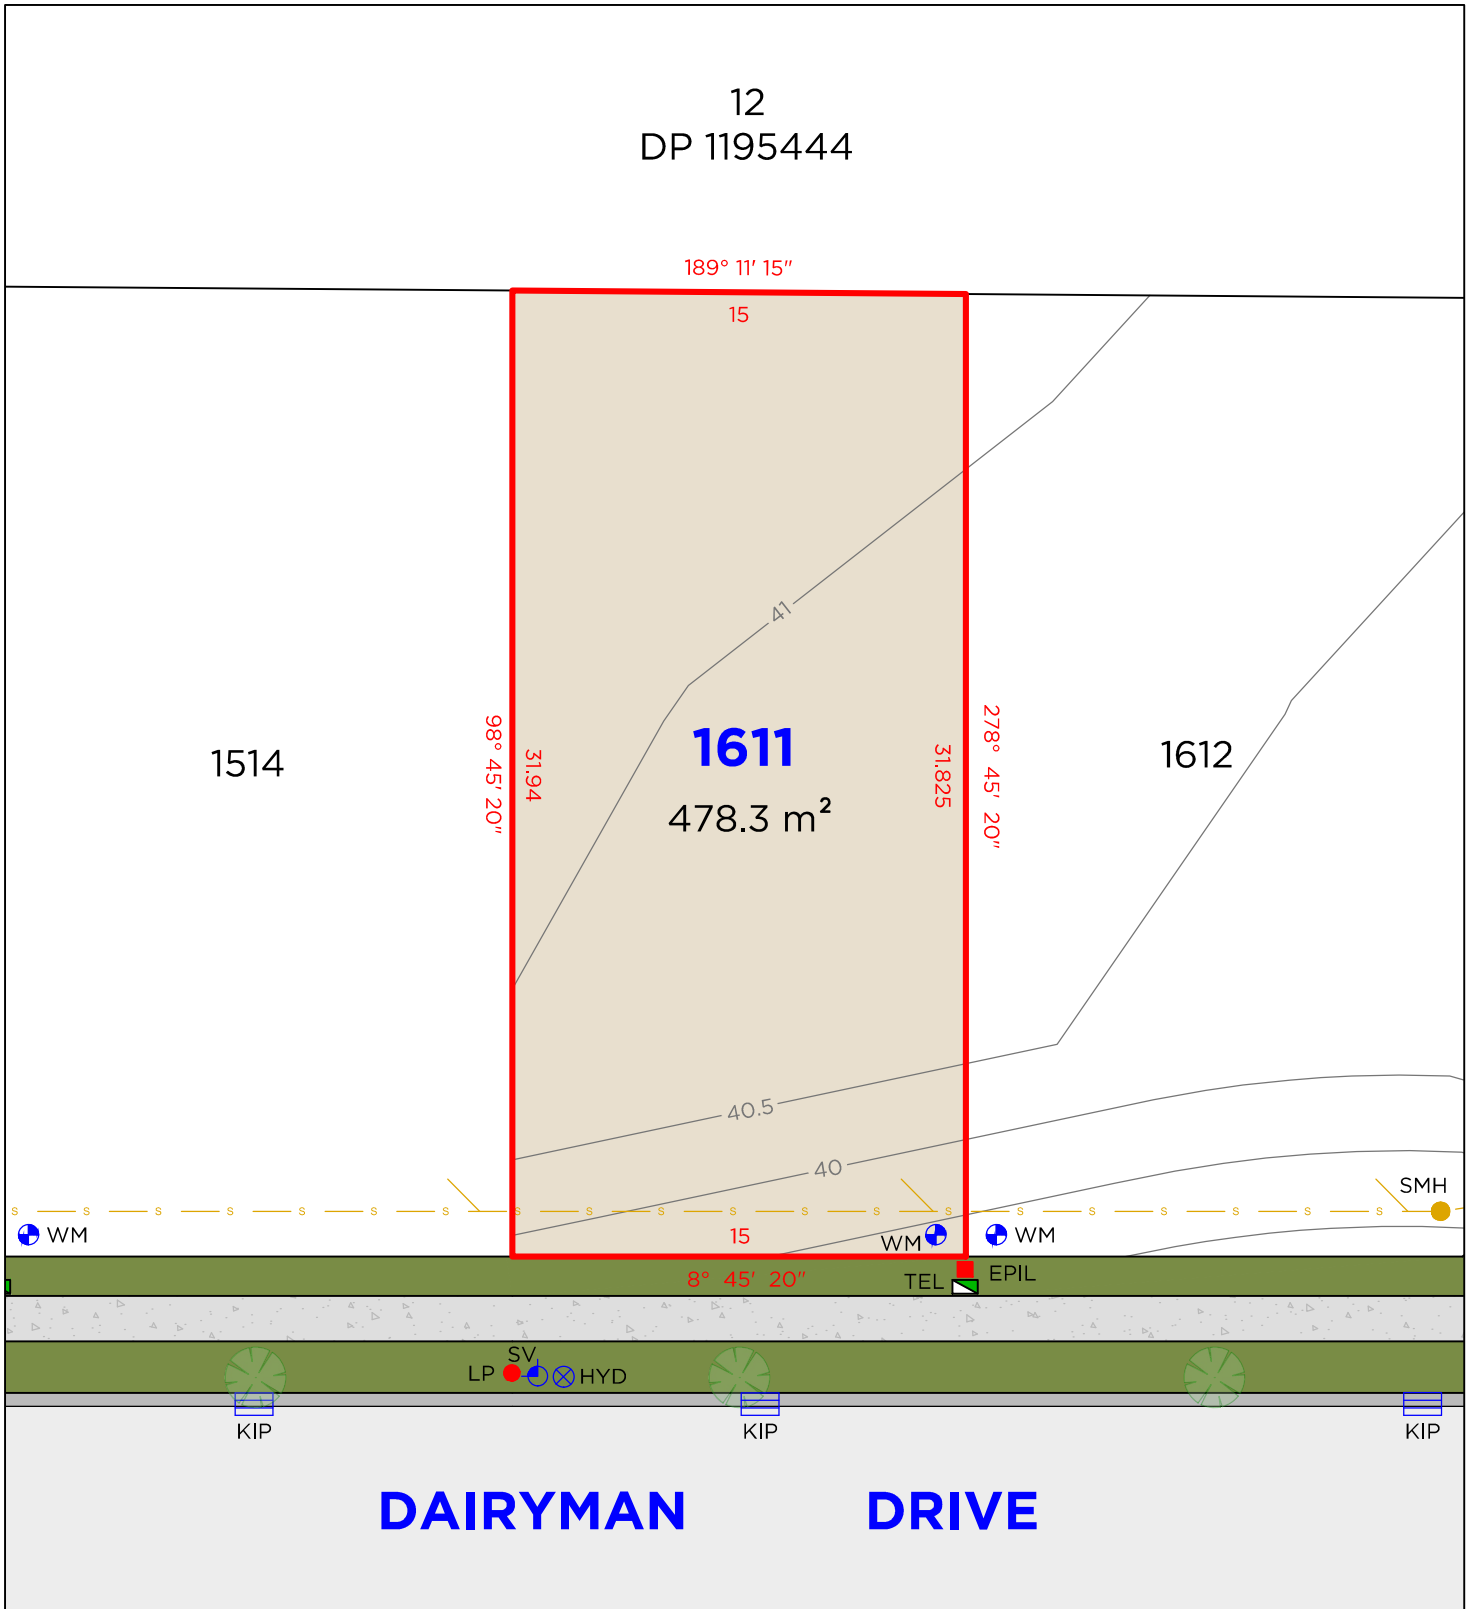 12
DP 1195444
189° 11' 15"
15
41
1514
98° 45' 20"
31.94
1611
478.3 m²
31.825
278° 45' 20"
1612
40.5
40
SMH
s s s s s s s s s s s s s s s s s s s s
WM
15
WM
WM
8° 45' 20"
TEL
EPIL
SV
LP
HYD
KIP
KIP
KIP
DAIRYMAN DRIVE